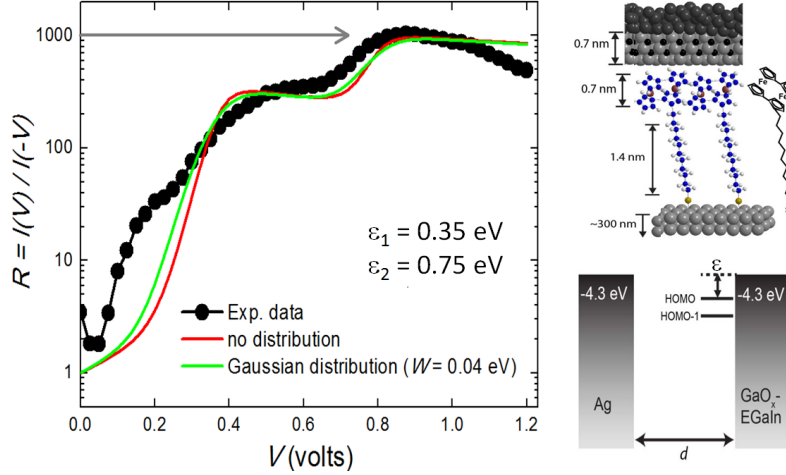 R = I(V) / I(-V)
1000
100
10
1
0.0
0.2
0.4
0.6
0.8
1.0
1.2
V (volts)
ε1 = 0.35 eV
ε2 = 0.75 eV
Exp. data
no distribution
Gaussian distribution (W = 0.04 eV)
0.7 nm
0.7 nm
1.4 nm
~300 nm
Fe
Fe
ε
-4.3 eV
HOMO
HOMO-1
-4.3 eV
Ag
GaOx-
EGaIn
d